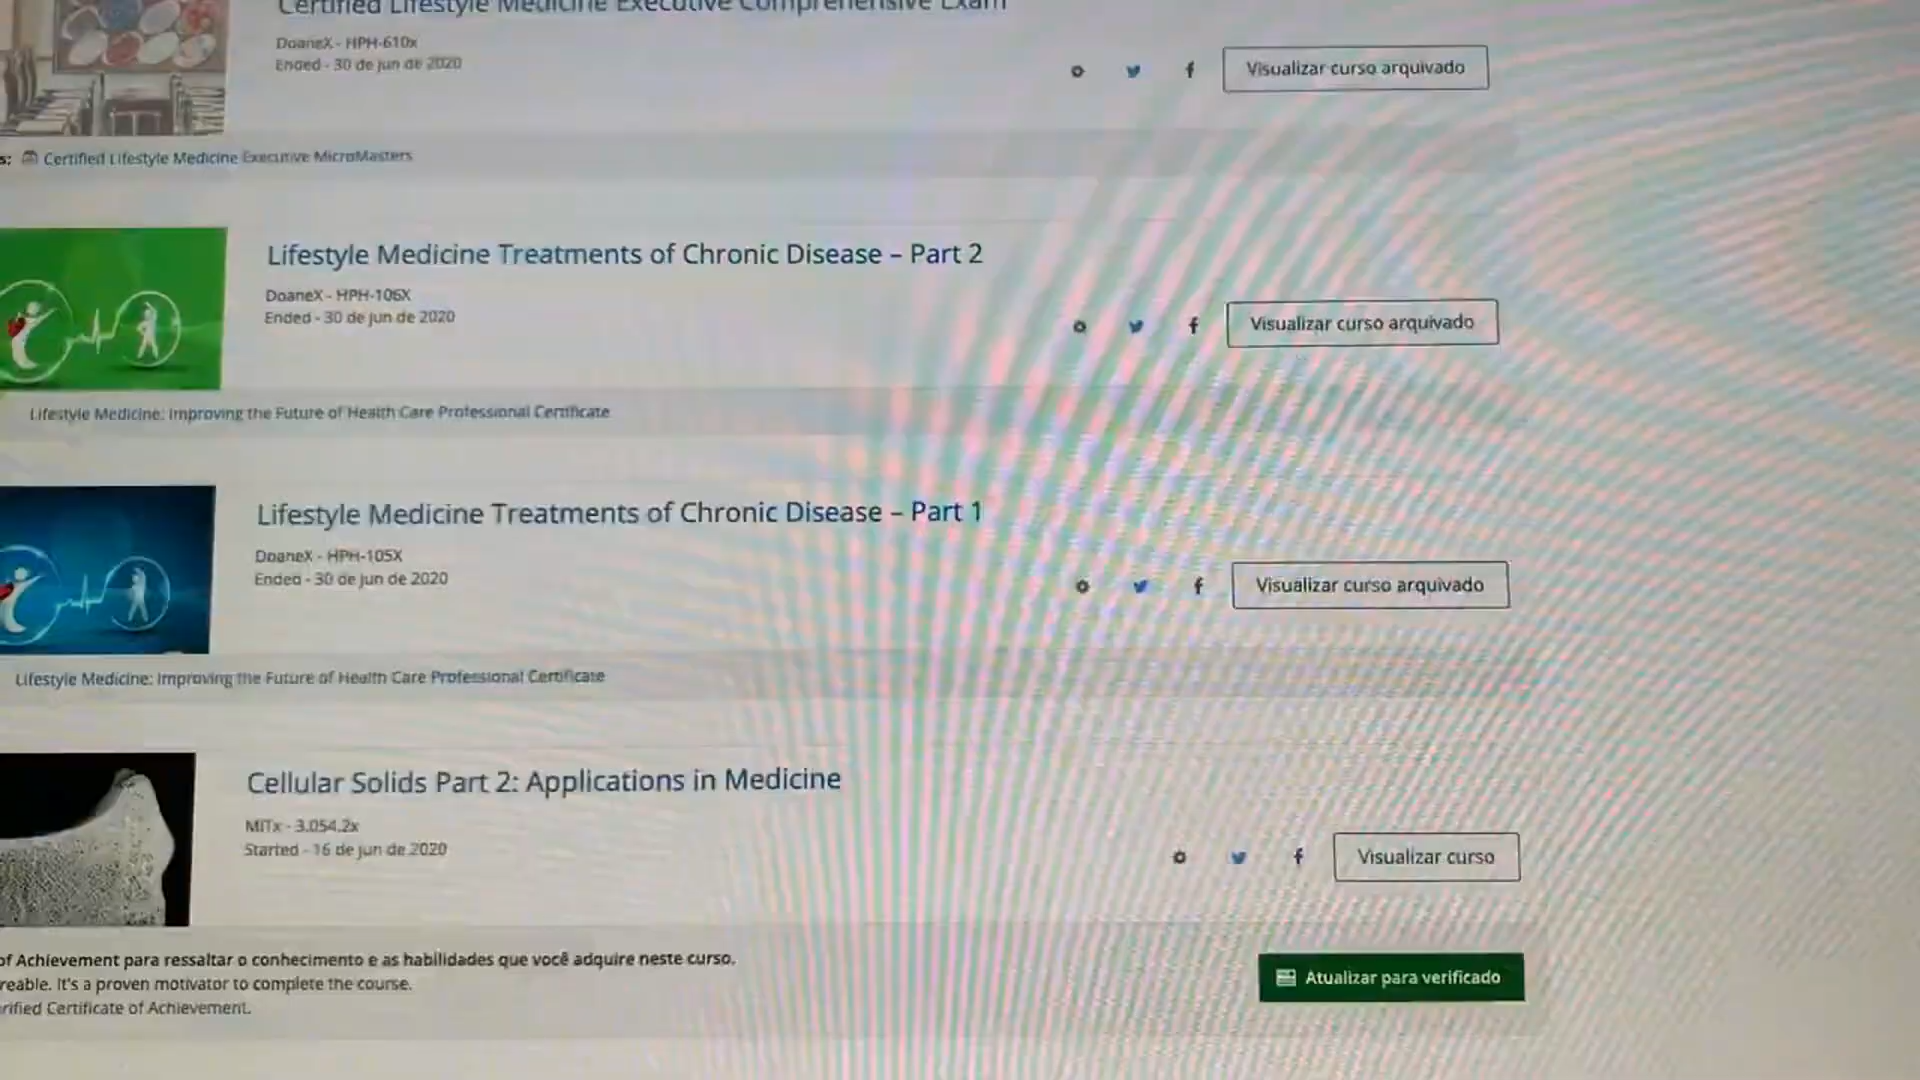 Certified Lifestyle Medicine Executive Comprehensive Exam
DoaneX - HPH-610x
Ended - 30 de jun de 2020
Visualizar curso arquivado
s: Certified Lifestyle Medicine Executive MicroMasters
Lifestyle Medicine Treatments of Chronic Disease – Part 2
DoaneX - HPH-106X
Ended - 30 de jun de 2020
Visualizar curso arquivado
Lifestyle Medicine: Improving the Future of Health Care Professional Certificate
Lifestyle Medicine Treatments of Chronic Disease – Part 1
DoaneX - HPH-105X
Ended - 30 de jun de 2020
Visualizar curso arquivado
Lifestyle Medicine: Improving the Future of Health Care Professional Certificate
Cellular Solids Part 2: Applications in Medicine
MITx - 3.054.2x
Started - 16 de jun de 2020
Visualizar curso
of Achievement para ressaltar o conhecimento e as habilidades que você adquire neste curso.
reable. It's a proven motivator to complete the course.
rified Certificate of Achievement.
Atualizar para verificado